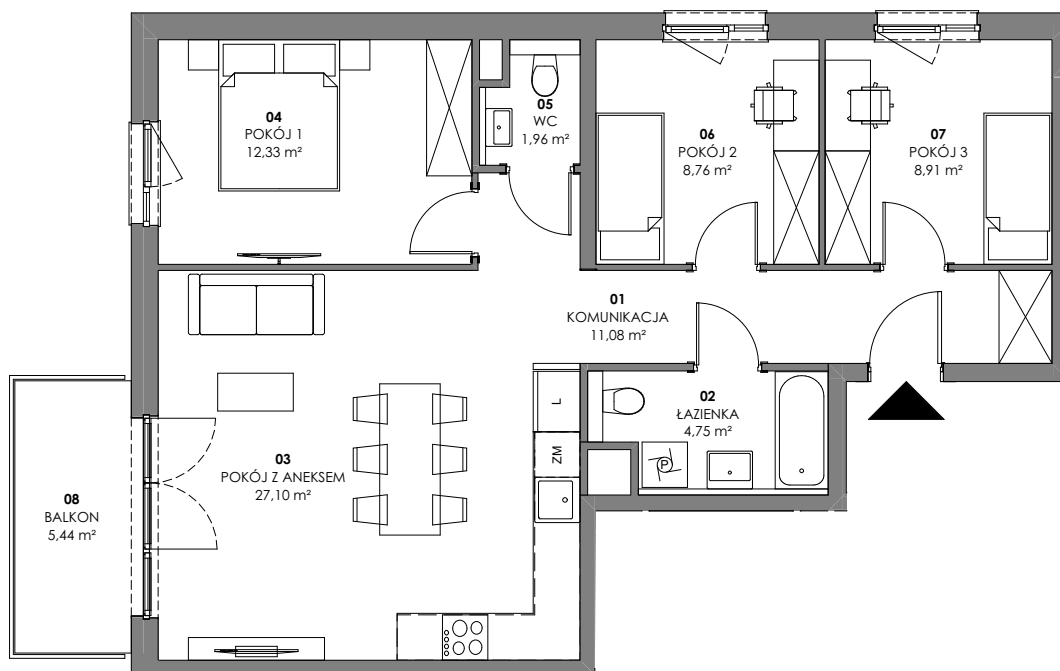 04
POKÓJ 1
12,33 m²
05
WC
1,96 m²
06
POKÓJ 2
8,76 m²
07
POKÓJ 3
8,91 m²
01
KOMUNIKACJA
11,08 m²
02
ŁAZIENKA
4,75 m²
L
ZM
P
03
POKÓJ Z ANEKSEM
27,10 m²
08
BALKON
5,44 m²